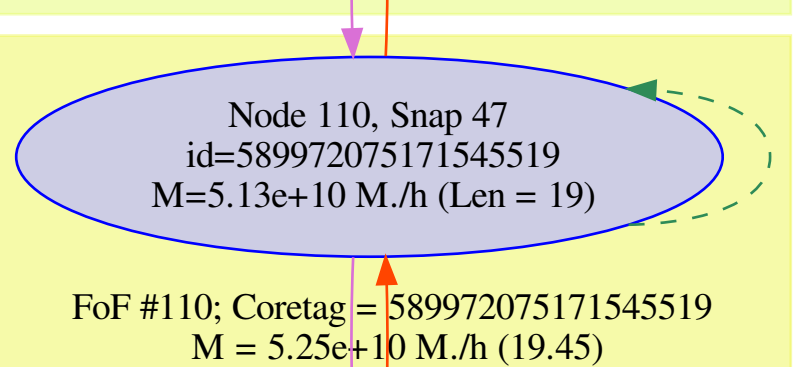 Node 110, Snap 47
id=589972075171545519
M=5.13e+10 M./h (Len = 19)
FoF #110; Coretag = 589972075171545519
M = 5.25e+10 M./h (19.45)